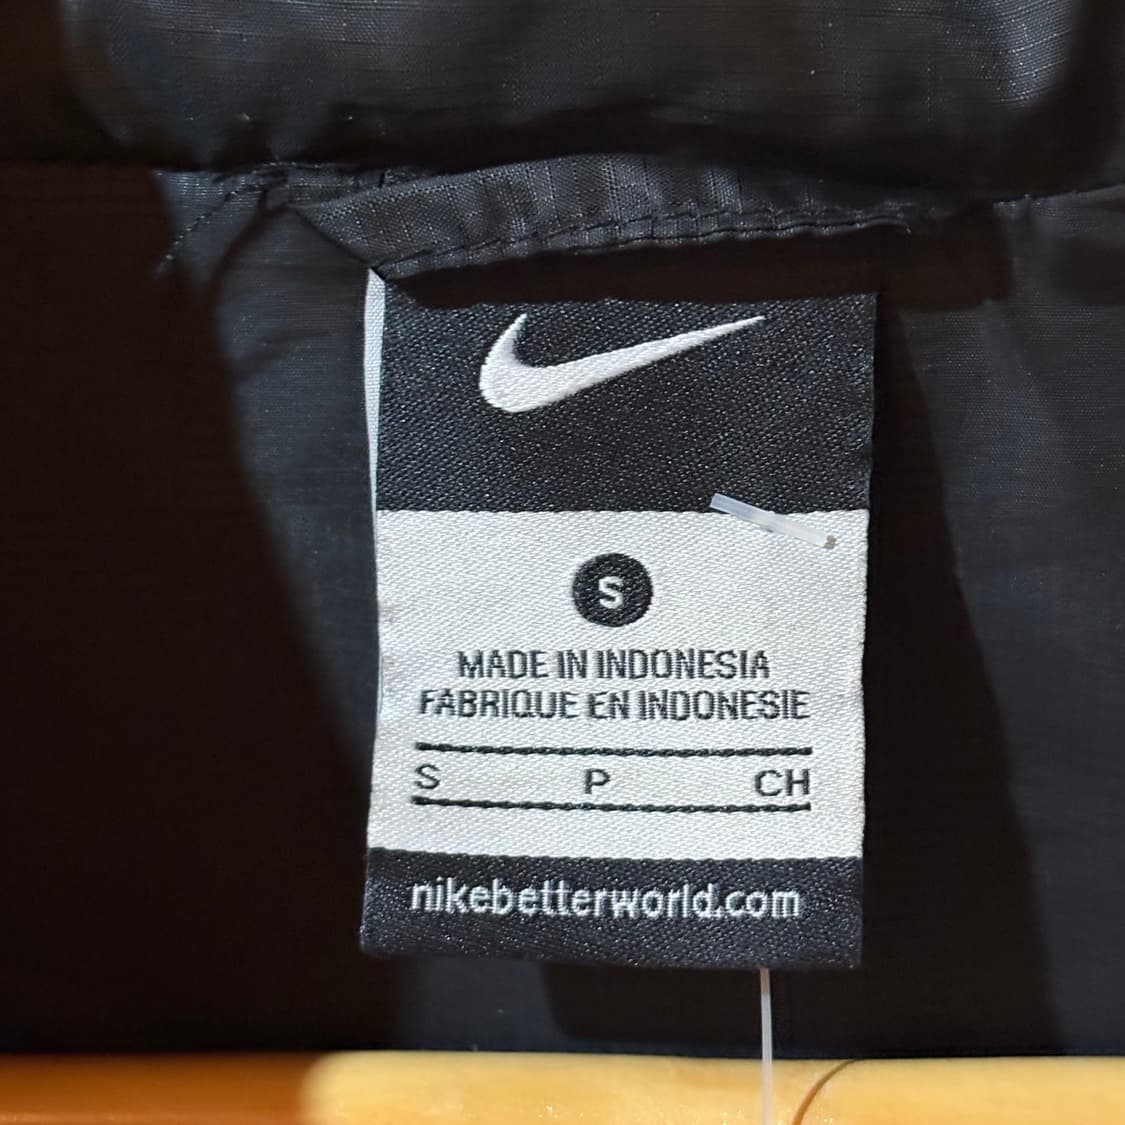 S
MADE IN INDONESIA
FABRIQUE EN INDONESIE
S P CH
nikebetterworld.com